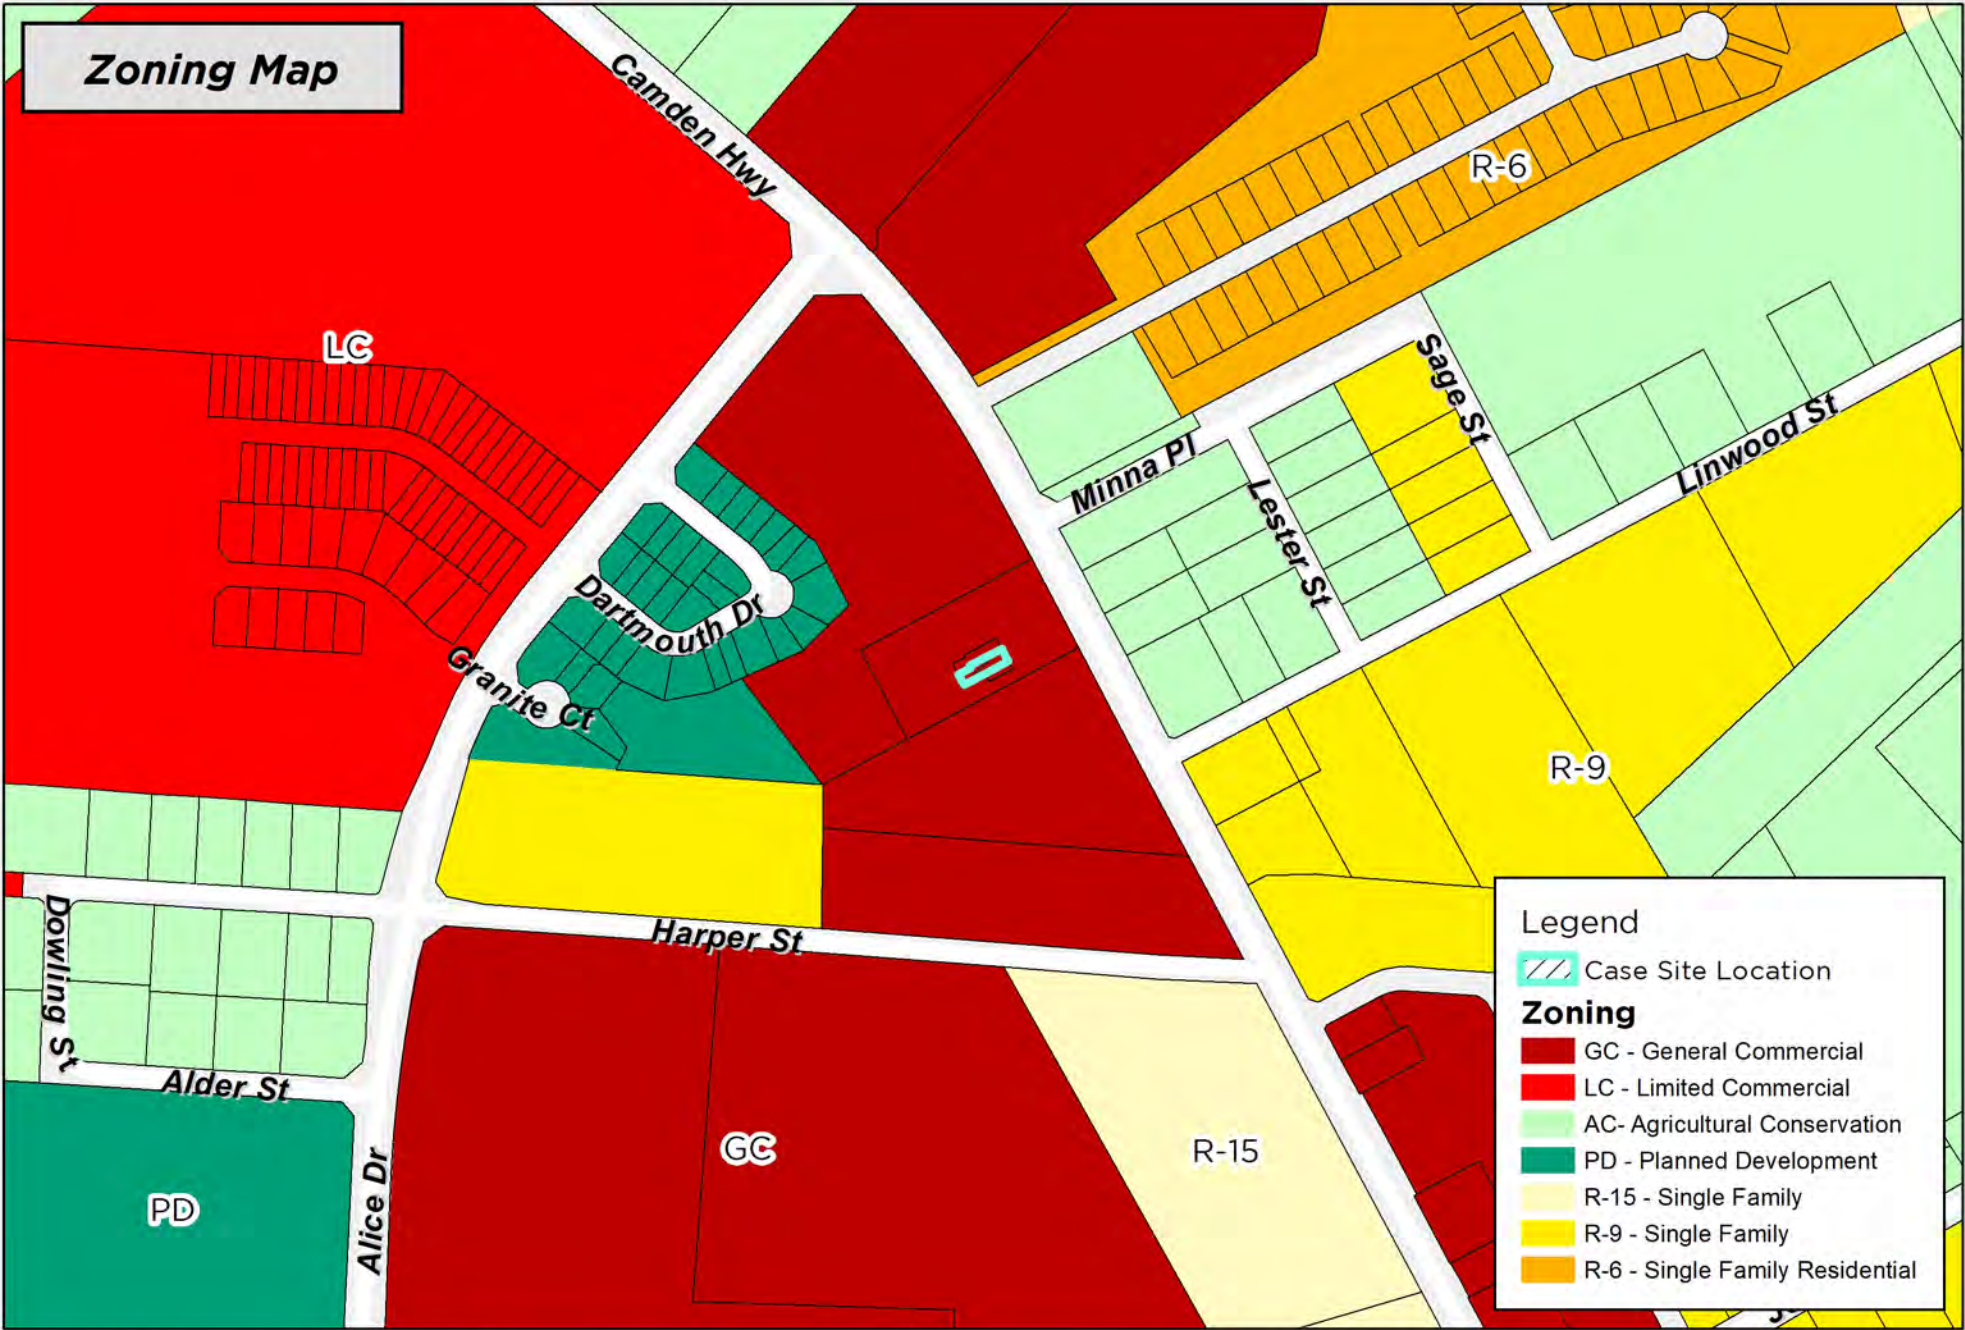 Zoning Map
Camden Hwy
R-6
LC
Sage St
Minna Pl
Linwood St
Lester St
Dartmouth Dr
Granite Ct
R-9
Dowling St
Harper St
Alder St
GC
R-15
PD
Alice Dr
Legend
Case Site Location
Zoning
GC - General Commercial
LC - Limited Commercial
AC- Agricultural Conservation
PD - Planned Development
R-15 - Single Family
R-9 - Single Family
R-6 - Single Family Residential